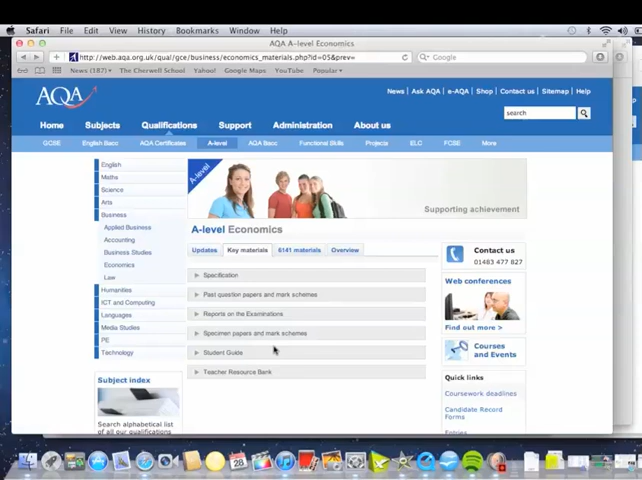 Safari File Edit View History Bookmarks Window Help
AQA A-level Economics
http://web.aqa.org.uk/qual/gce/business/economics_materials.php?id=05&prev=
Google
News (187) The Cherwell School Yahoo! Google Maps YouTube Popular
AQA
News Ask AQA e-AQA Shop Contact us Sitemap Help
search
Home Subjects Qualifications Support Administration About us
GCSE English Bacc AQA Certificates A-level AQA Bacc Functional Skills Projects ELC FCSE More
English
Maths
Science
Arts
Business
Applied Business
Accounting
Business Studies
Economics
Law
Humanities
ICT and Computing
Languages
Media Studies
PE
Technology
Subject index
Search alphabetical
list of all our qualifications
A-level
Supporting achievement
A-level Economics
Updates Key materials 6141 materials Overview
Specification
Past question papers and mark schemes
Reports on the Examinations
Specimen papers and mark schemes
Student Guide
Teacher Resource Bank
Contact us
01483 477 827
Web conferences
Find out more >
Courses
and Events
Quick links
Coursework deadlines
Candidate Record
Forms
Entries
28